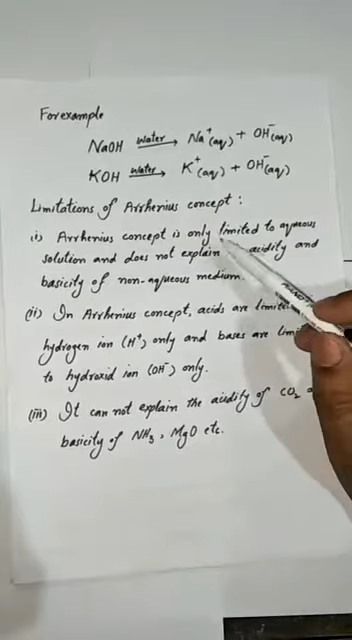 For example
NaOH water → Na⁺(aq) + OH⁻(aq)
KOH water → K⁺(aq) + OH⁻(aq)
Limitations of Arrhenius concept :
(i) Arrhenius concept is only limited to aqueous
solution and does not explain acidity and
basicity of non-aqueous medium.
(ii) In Arrhenius concept, acids are
hydrogen ion (H⁺) only and bases are
to hydroxid ion (OH⁻) only.
(iii) It can not explain the acidity of CO₂
basicity of NH₃, MgO etc.